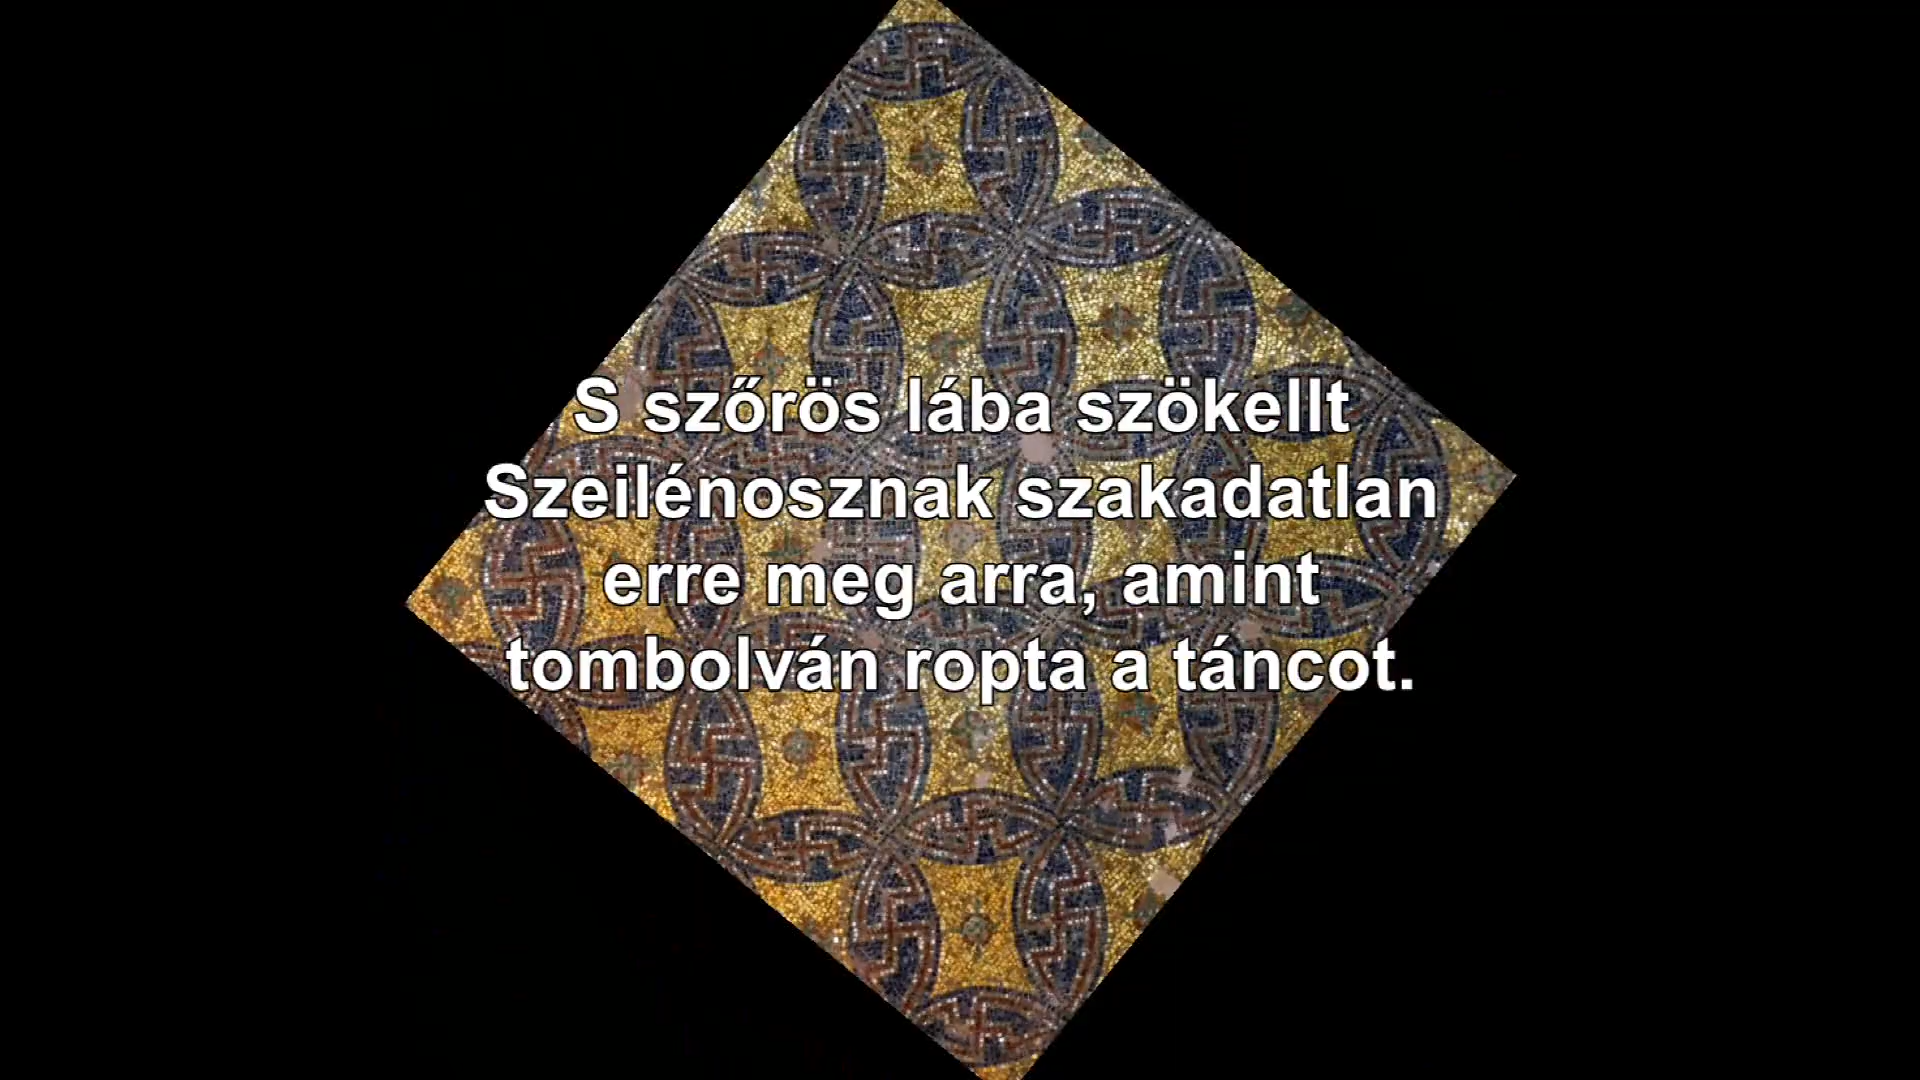 S szőrös lába szökellt
Szeilénosznak szakadatlan
erre meg arra, amint
tombolván ropta a táncot.